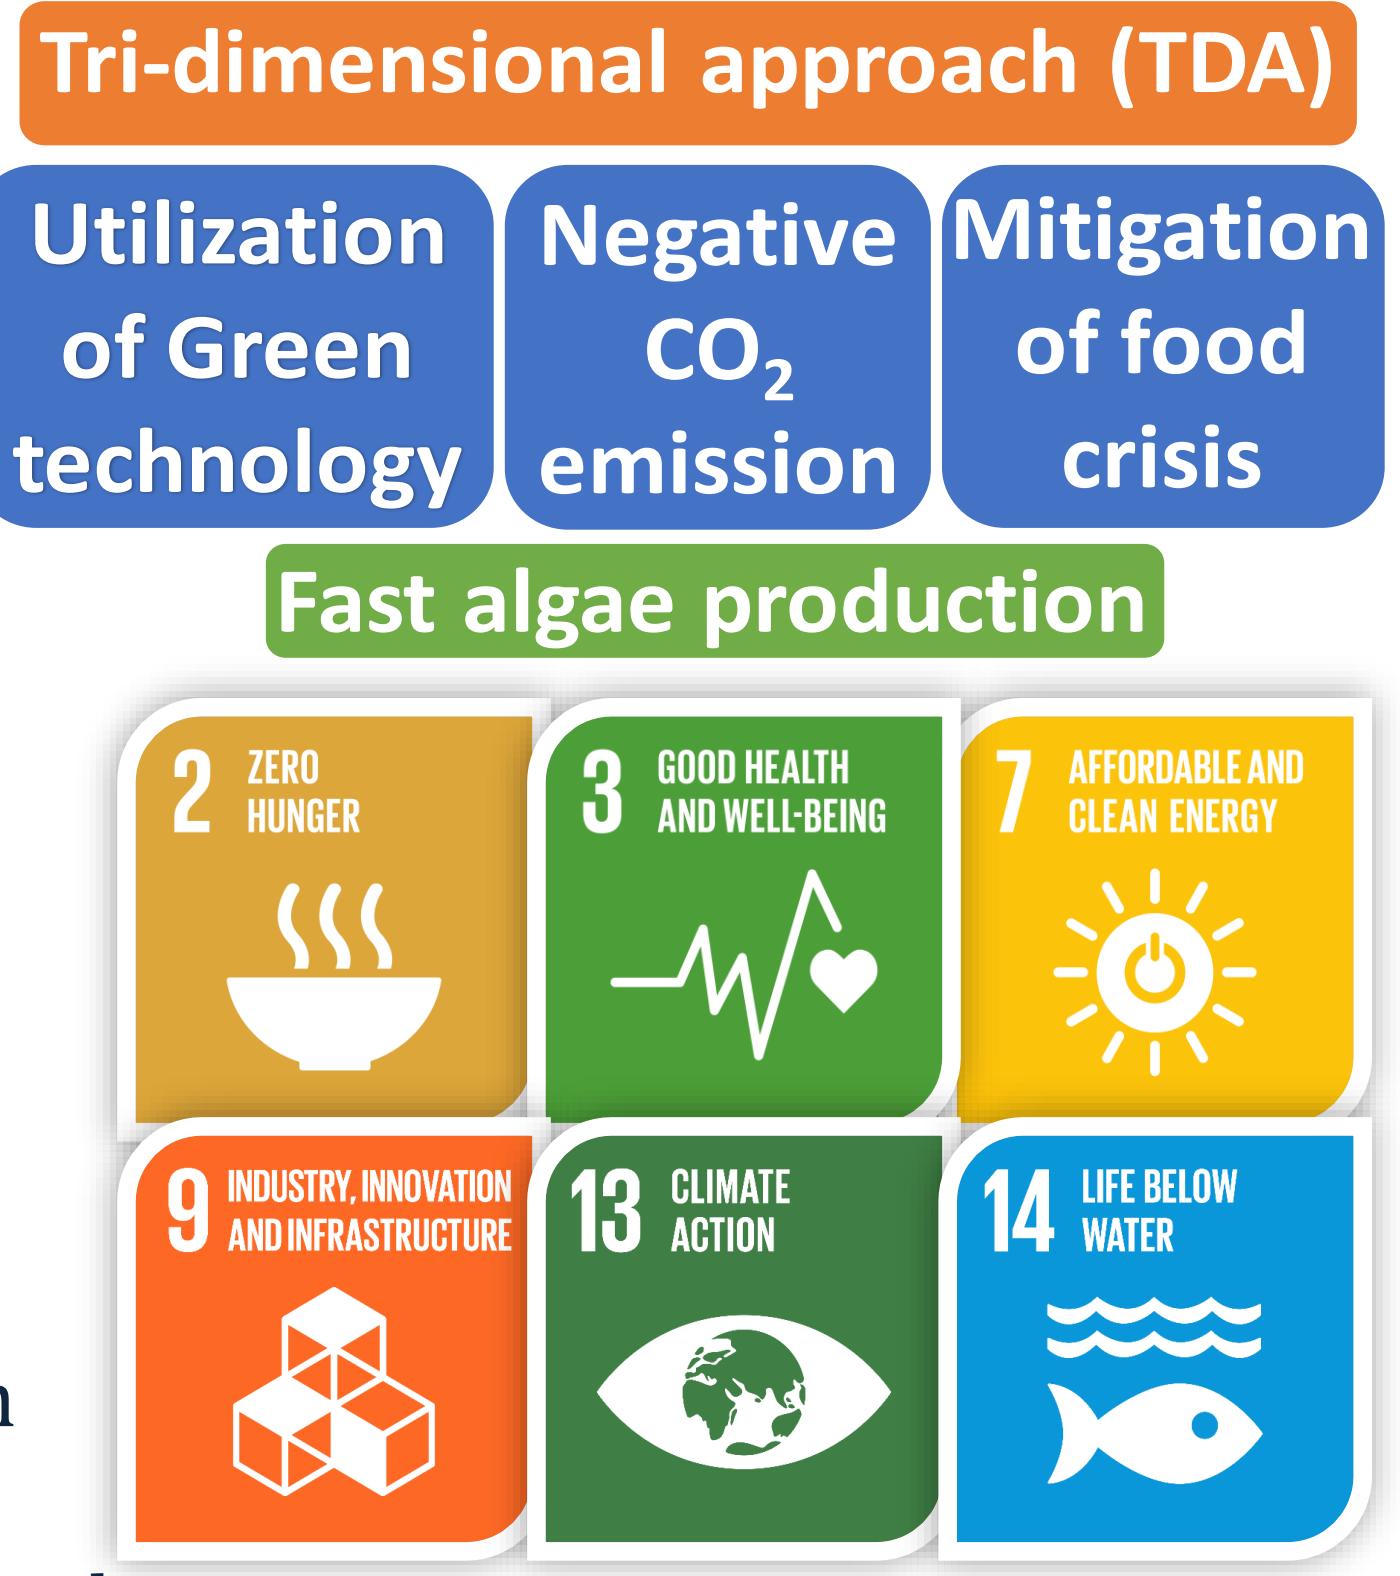 Tri-dimensional approach (TDA)
Utilization
of Green
technology
Negative
CO₂
emission
Mitigation
of food
crisis
Fast algae production
2 ZERO
HUNGER
3 GOOD HEALTH
AND WELL-BEING
7 AFFORDABLE AND
CLEAN ENERGY
9 INDUSTRY, INNOVATION
AND INFRASTRUCTURE
13 CLIMATE
ACTION
14 LIFE BELOW
WATER